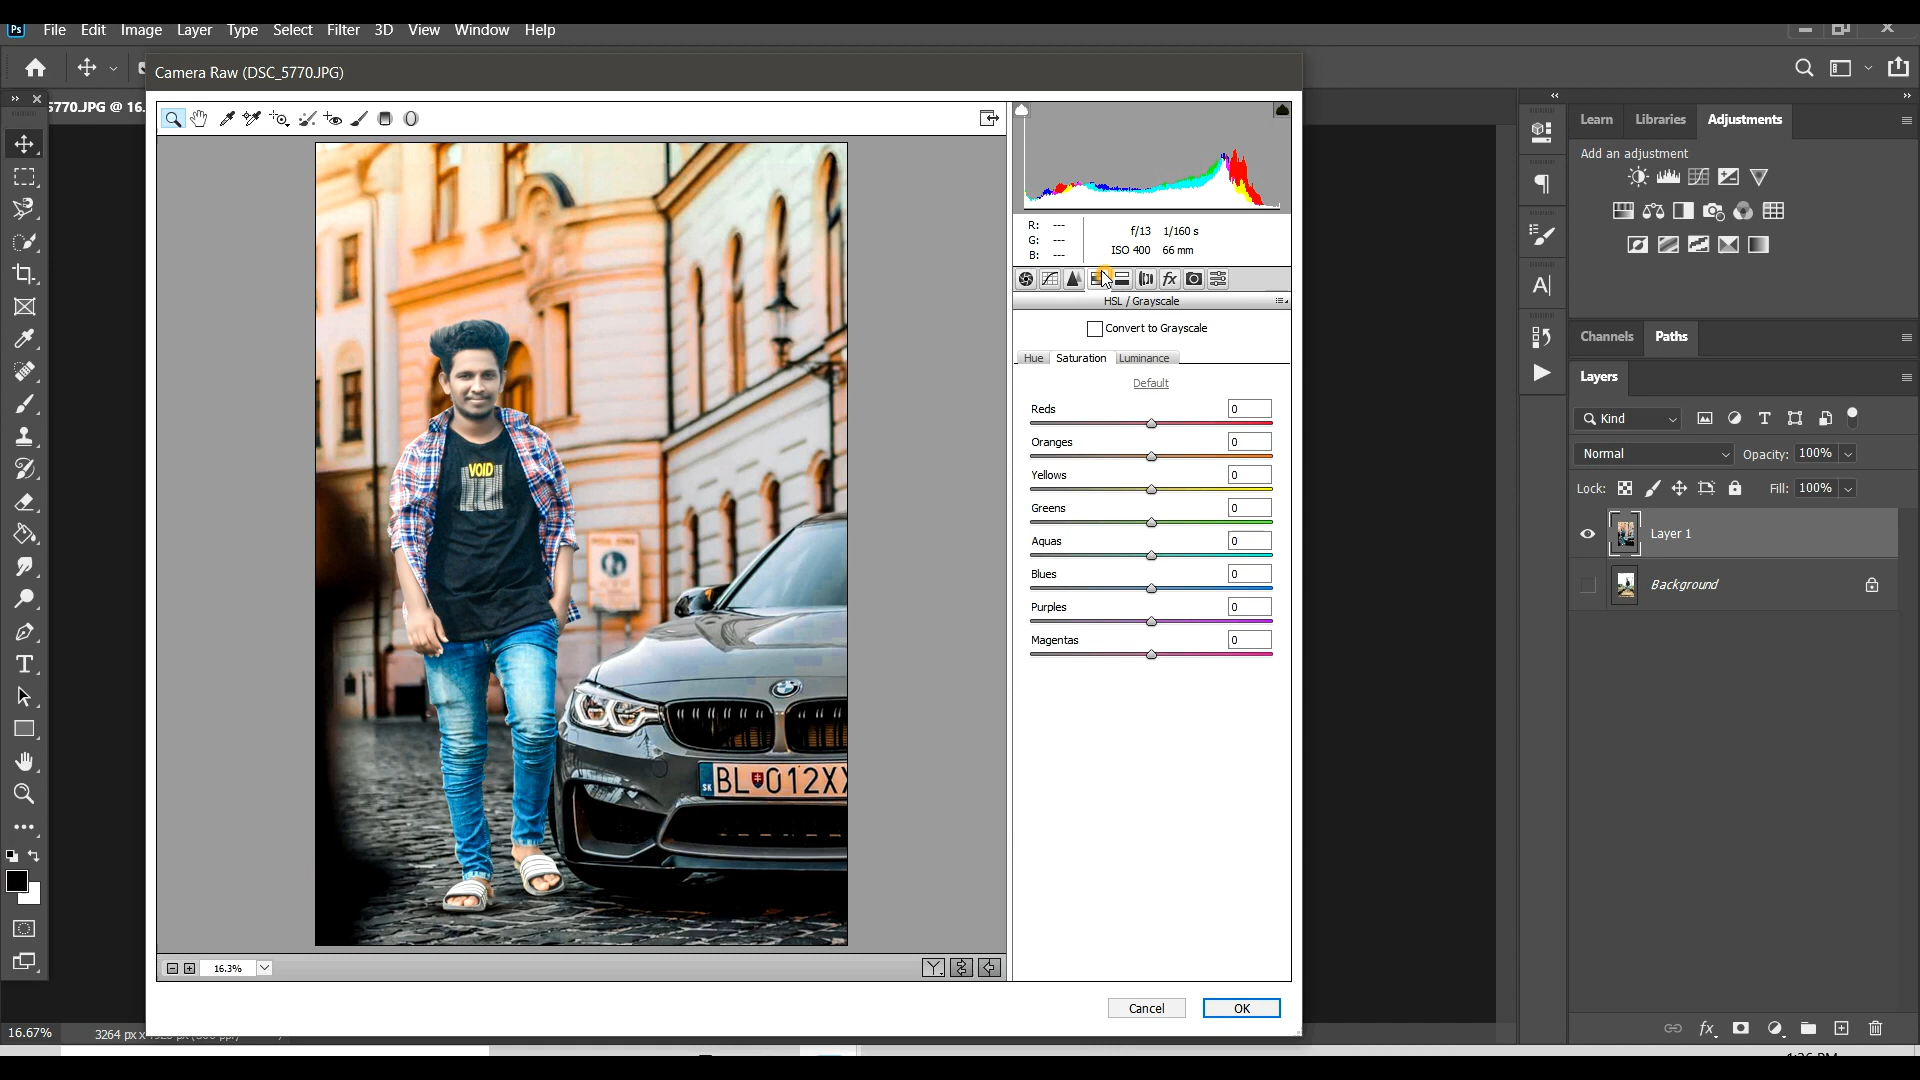 Ps File Edit Image Layer Type Select Filter 3D View Window Help
Camera Raw (DSC_5770.JPG)
5770.JPG @ 16.
Learn Libraries Adjustments
Add an adjustment
R: ---
G: ---
B: ---
f/13 1/160 s
ISO 400 66 mm
fx
HSL / Grayscale
Convert to Grayscale
Hue Saturation Luminance
Default
Reds 0
Oranges 0
Yellows 0
Greens 0
Aquas 0
Blues 0
Purples 0
Magentas 0
VOID
SK BL 012X
16.3%
Cancel OK
Channels Paths
Layers
Kind
Normal Opacity: 100%
Lock: Fill: 100%
Layer 1
Background
fx
16.67%